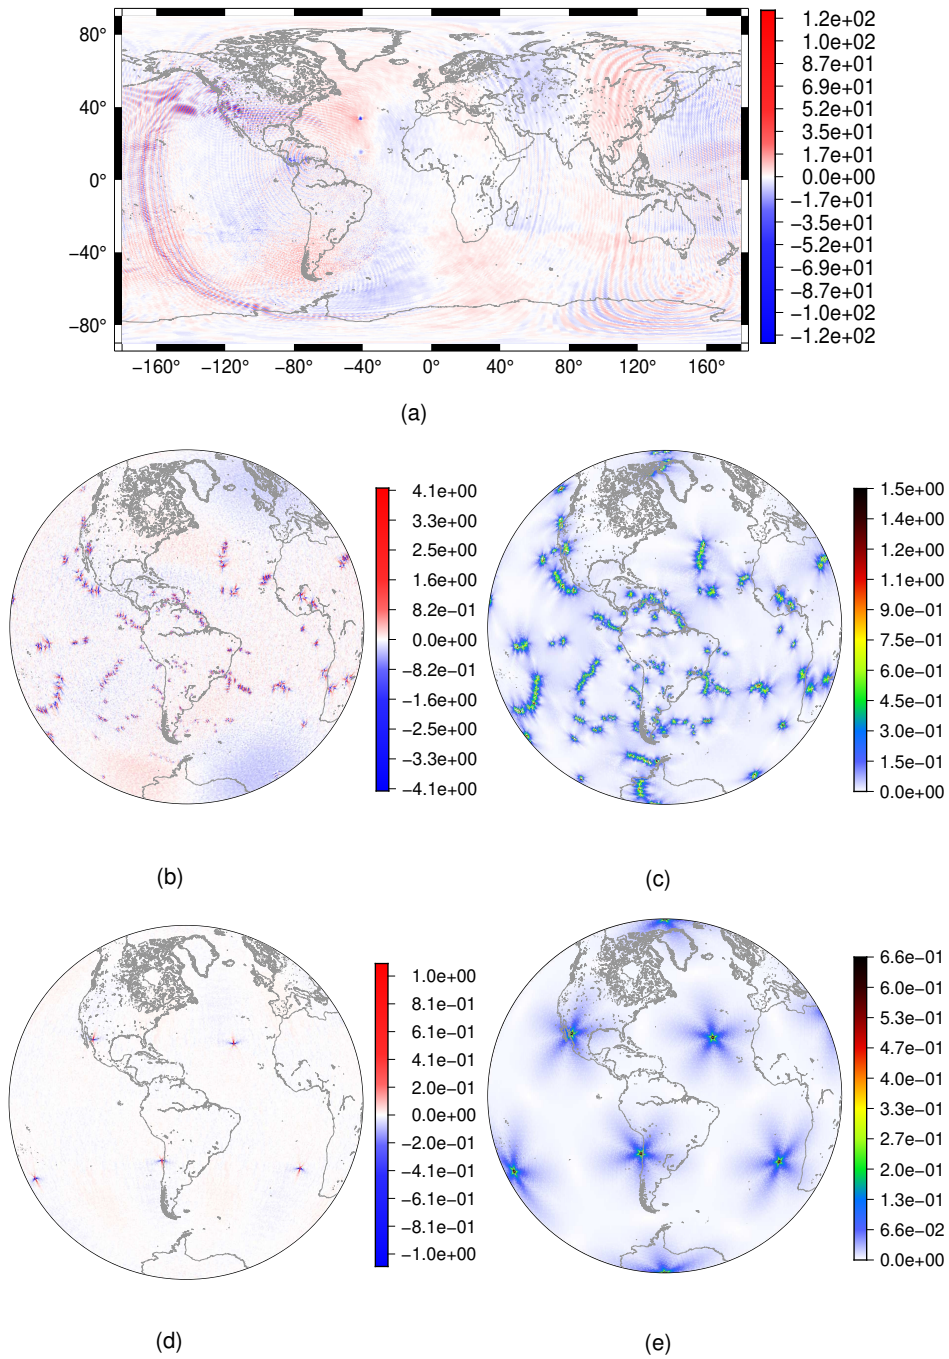 80°
40°
0°
−40°
−80°
−160° −120° −80° −40° 0° 40° 80° 120° 160°
1.2e+02
1.0e+02
8.7e+01
6.9e+01
5.2e+01
3.5e+01
1.7e+01
0.0e+00
−1.7e+01
−3.5e+01
−5.2e+01
−6.9e+01
−8.7e+01
−1.0e+02
−1.2e+02
(a)
4.1e+00
3.3e+00
2.5e+00
1.6e+00
8.2e−01
0.0e+00
−8.2e−01
−1.6e+00
−2.5e+00
−3.3e+00
−4.1e+00
(b)
1.5e+00
1.4e+00
1.2e+00
1.1e+00
9.0e−01
7.5e−01
6.0e−01
4.5e−01
3.0e−01
1.5e−01
0.0e+00
(c)
1.0e+00
8.1e−01
6.1e−01
4.1e−01
2.0e−01
0.0e+00
−2.0e−01
−4.1e−01
−6.1e−01
−8.1e−01
−1.0e+00
(d)
6.6e−01
6.0e−01
5.3e−01
4.7e−01
4.0e−01
3.3e−01
2.7e−01
2.0e−01
1.3e−01
6.6e−02
0.0e+00
(e)